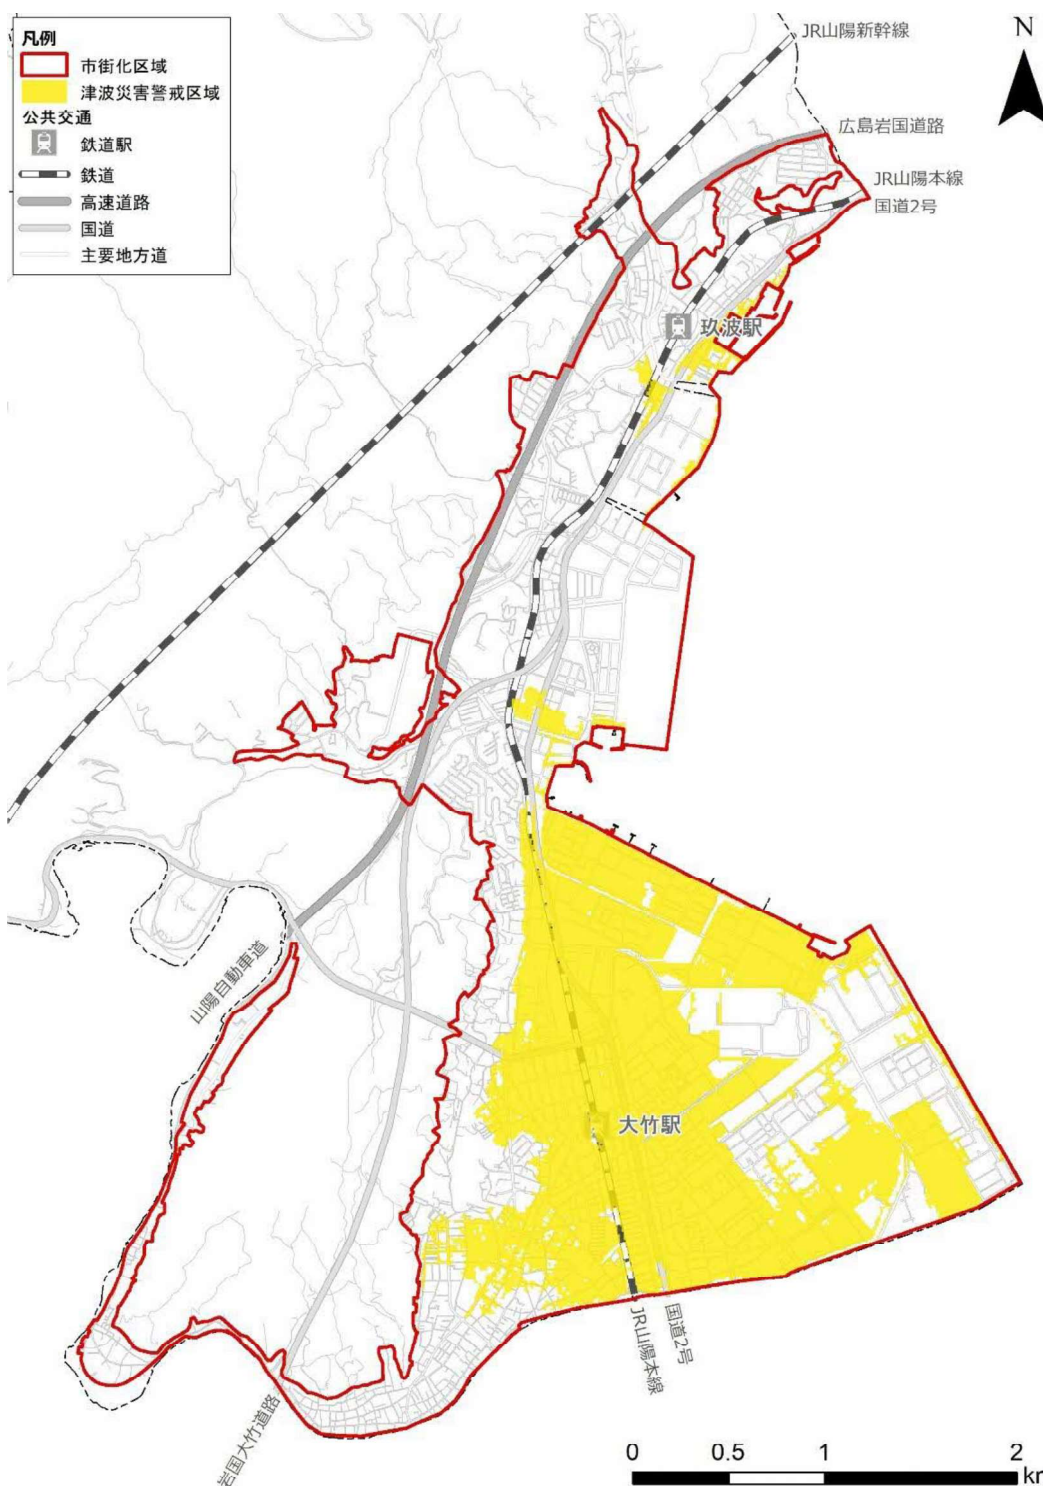 凡例
市街化区域
津波災害警戒区域
公共交通
鉄道駅
鉄道
高速道路
国道
主要地方道
JR山陽新幹線
N
広島岩国道路
JR山陽本線
国道2号
玖波駅
山陽自動車道
大竹駅
国道2号
JR山陽本線
岩国大竹道路
0 0.5 1 2
km